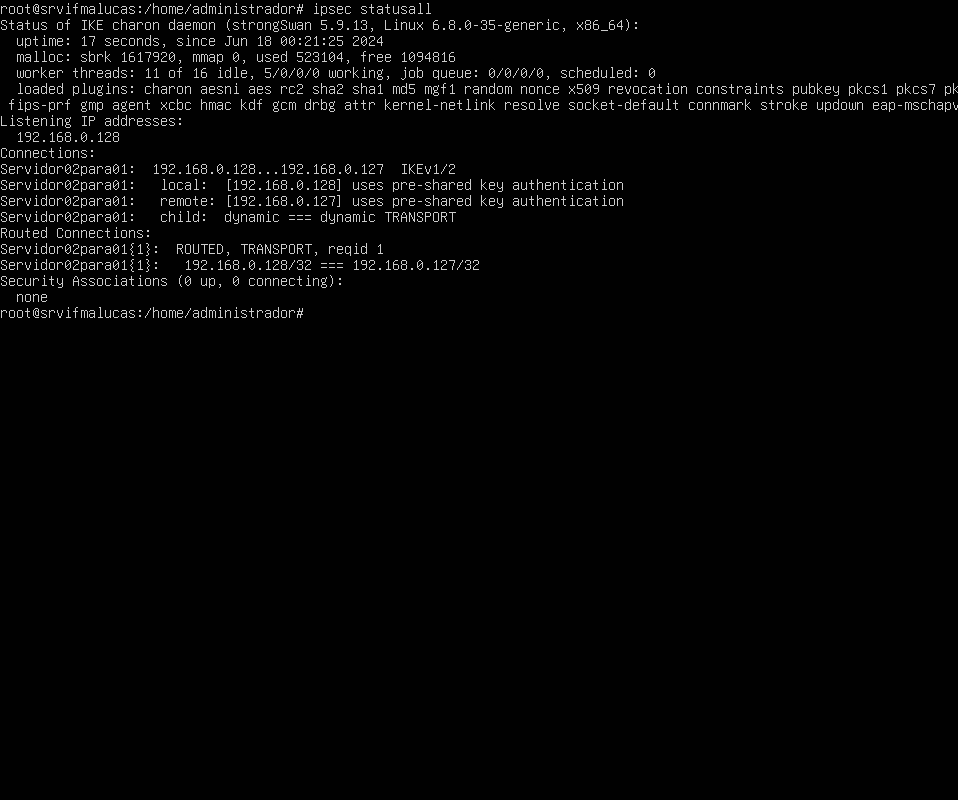 root@srvifmalucas:/home/administrador# ipsec statusall
Status of IKE charon daemon (strongSwan 5.9.13, Linux 6.8.0-35-generic, x86_64):
  uptime: 17 seconds, since Jun 18 00:21:25 2024
  malloc: sbrk 1617920, mmap 0, used 523104, free 1094816
  worker threads: 11 of 16 idle, 5/0/0/0 working, job queue: 0/0/0/0, scheduled: 0
  loaded plugins: charon aesni aes rc2 sha2 sha1 md5 mgf1 random nonce x509 revocation constraints pubkey pkcs1 pkcs7 pk
 fips-prf gmp agent xcbc hmac kdf gcm drbg attr kernel-netlink resolve socket-default connmark stroke updown eap-mschapv
Listening IP addresses:
  192.168.0.128
Connections:
Servidor02para01:  192.168.0.128...192.168.0.127  IKEv1/2
Servidor02para01:   local:  [192.168.0.128] uses pre-shared key authentication
Servidor02para01:   remote: [192.168.0.127] uses pre-shared key authentication
Servidor02para01:   child:  dynamic === dynamic TRANSPORT
Routed Connections:
Servidor02para01{1}:  ROUTED, TRANSPORT, reqid 1
Servidor02para01{1}:   192.168.0.128/32 === 192.168.0.127/32
Security Associations (0 up, 0 connecting):
  none
root@srvifmalucas:/home/administrador#